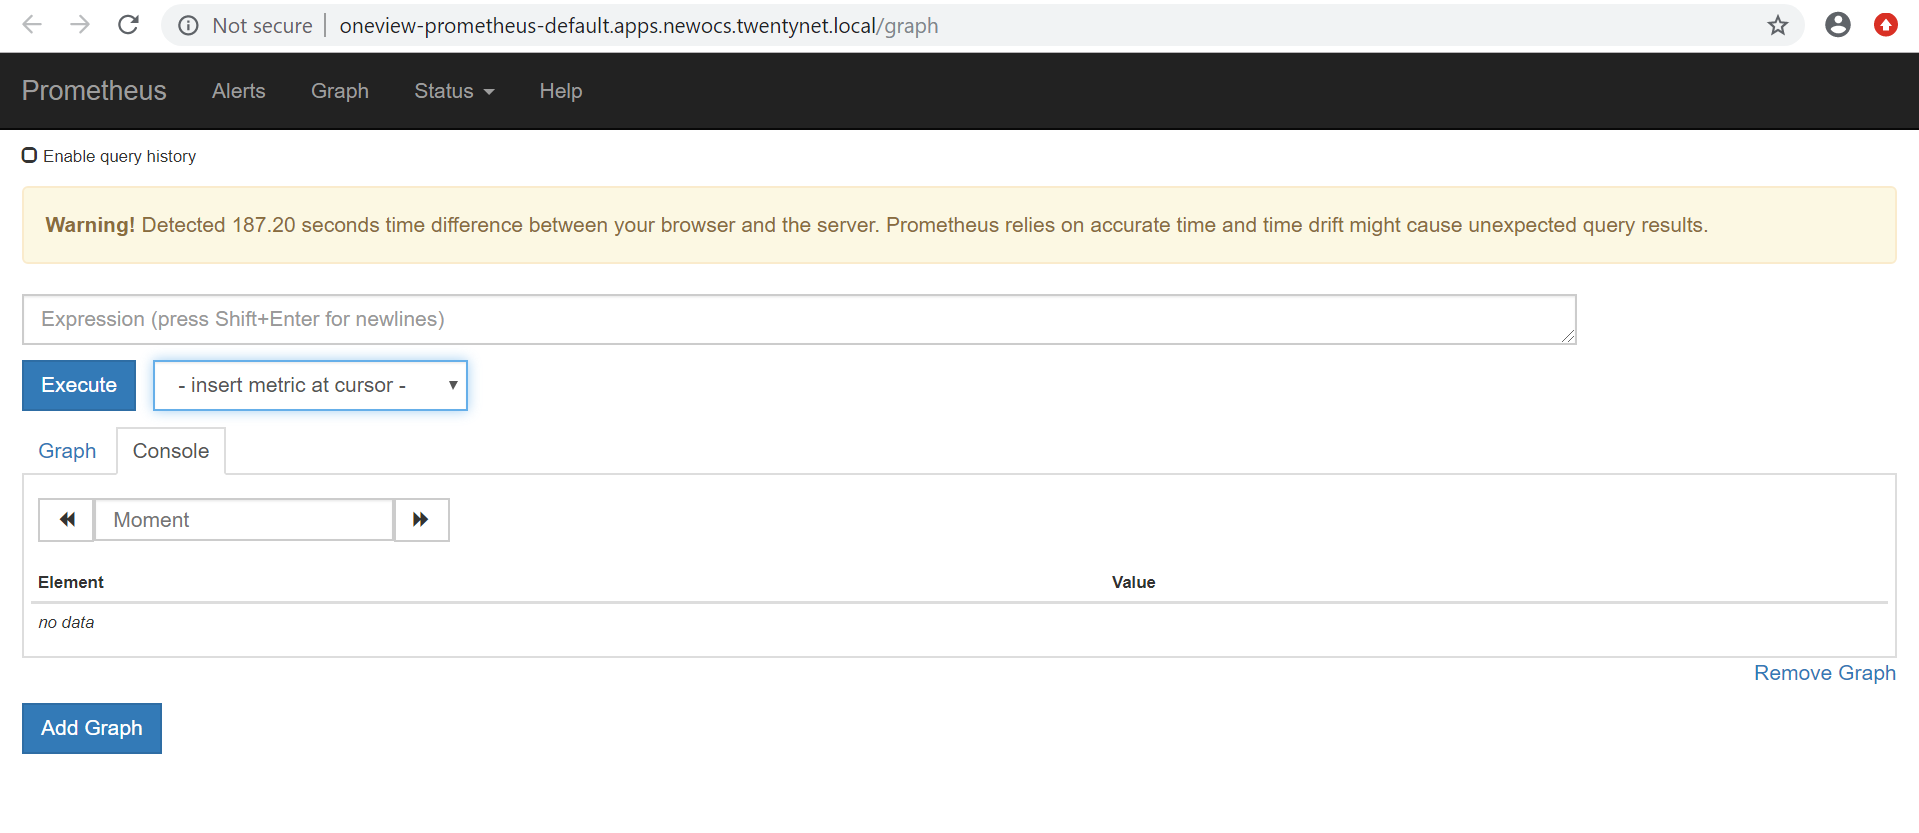 Not secure | oneview-prometheus-default.apps.newocs.twentynet.local/graph
Prometheus Alerts Graph Status Help
Enable query history
Warning! Detected 187.20 seconds time difference between your browser and the server. Prometheus relies on accurate time and time drift might cause unexpected query results.
Expression (press Shift+Enter for newlines)
Execute - insert metric at cursor -
Graph Console
Moment
Element Value
no data
Remove Graph
Add Graph